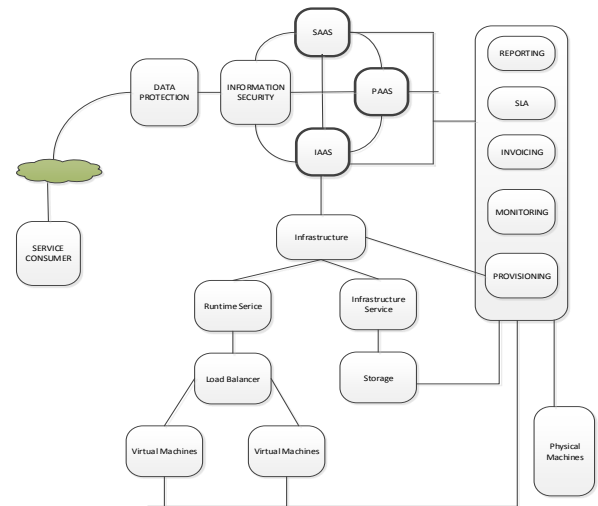 SAAS
REPORTING
DATA
PROTECTION
INFORMATION
SECURITY
PAAS
SLA
IAAS
INVOICING
MONITORING
Infrastructure
SERVICE
CONSUMER
PROVISIONING
Runtime Serice
Infrastructure
Service
Load Balancer
Storage
Virtual Machines
Virtual Machines
Physical
Machines